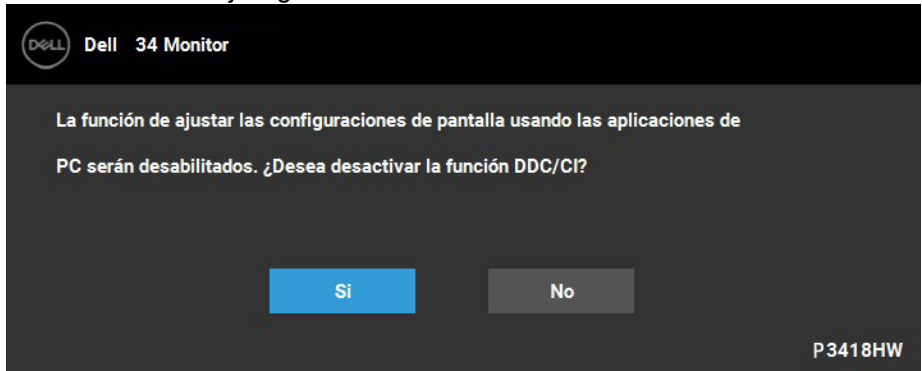 DELL Dell 34 Monitor
La función de ajustar las configuraciones de pantalla usando las aplicaciones de
PC serán desabilitados. ¿Desea desactivar la función DDC/CI?
Si No
P3418HW